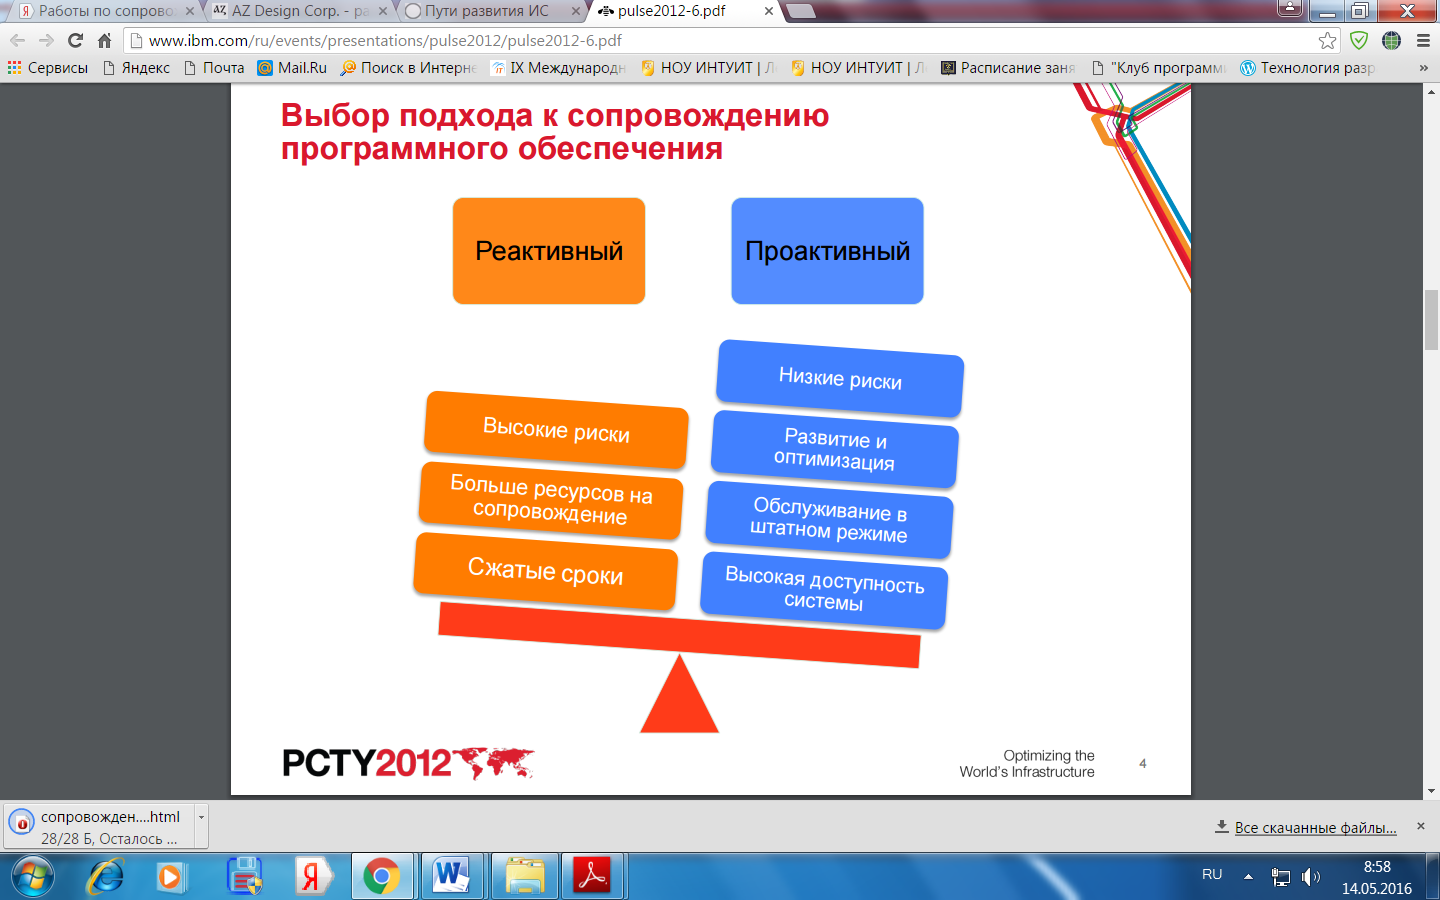 Работы по сопрово
AZ Design Corp. - ра
Пути развития ИС
pulse2012-6.pdf
www.ibm.com/ru/events/presentations/pulse2012/pulse2012-6.pdf
Сервисы
Яндекс
Почта
Mail.Ru
Поиск в Интерне
IX Международн
НОУ ИНТУИТ | Л
НОУ ИНТУИТ | Л
Расписание заня
"Клуб программи
Технология разр
»
Выбор подхода к сопровождению
программного обеспечения
Реактивный
Проактивный
Высокие риски
Больше ресурсов на
сопровождение
Сжатые сроки
Низкие риски
Развитие и
оптимизация
Обслуживание в
штатном режиме
Высокая доступность
системы
PCTY2012
Optimizing the
World's Infrastructure
4
сопровожден....html
28/28 Б, Осталось ...
Все скачанные файлы...
RU
8:58
14.05.2016